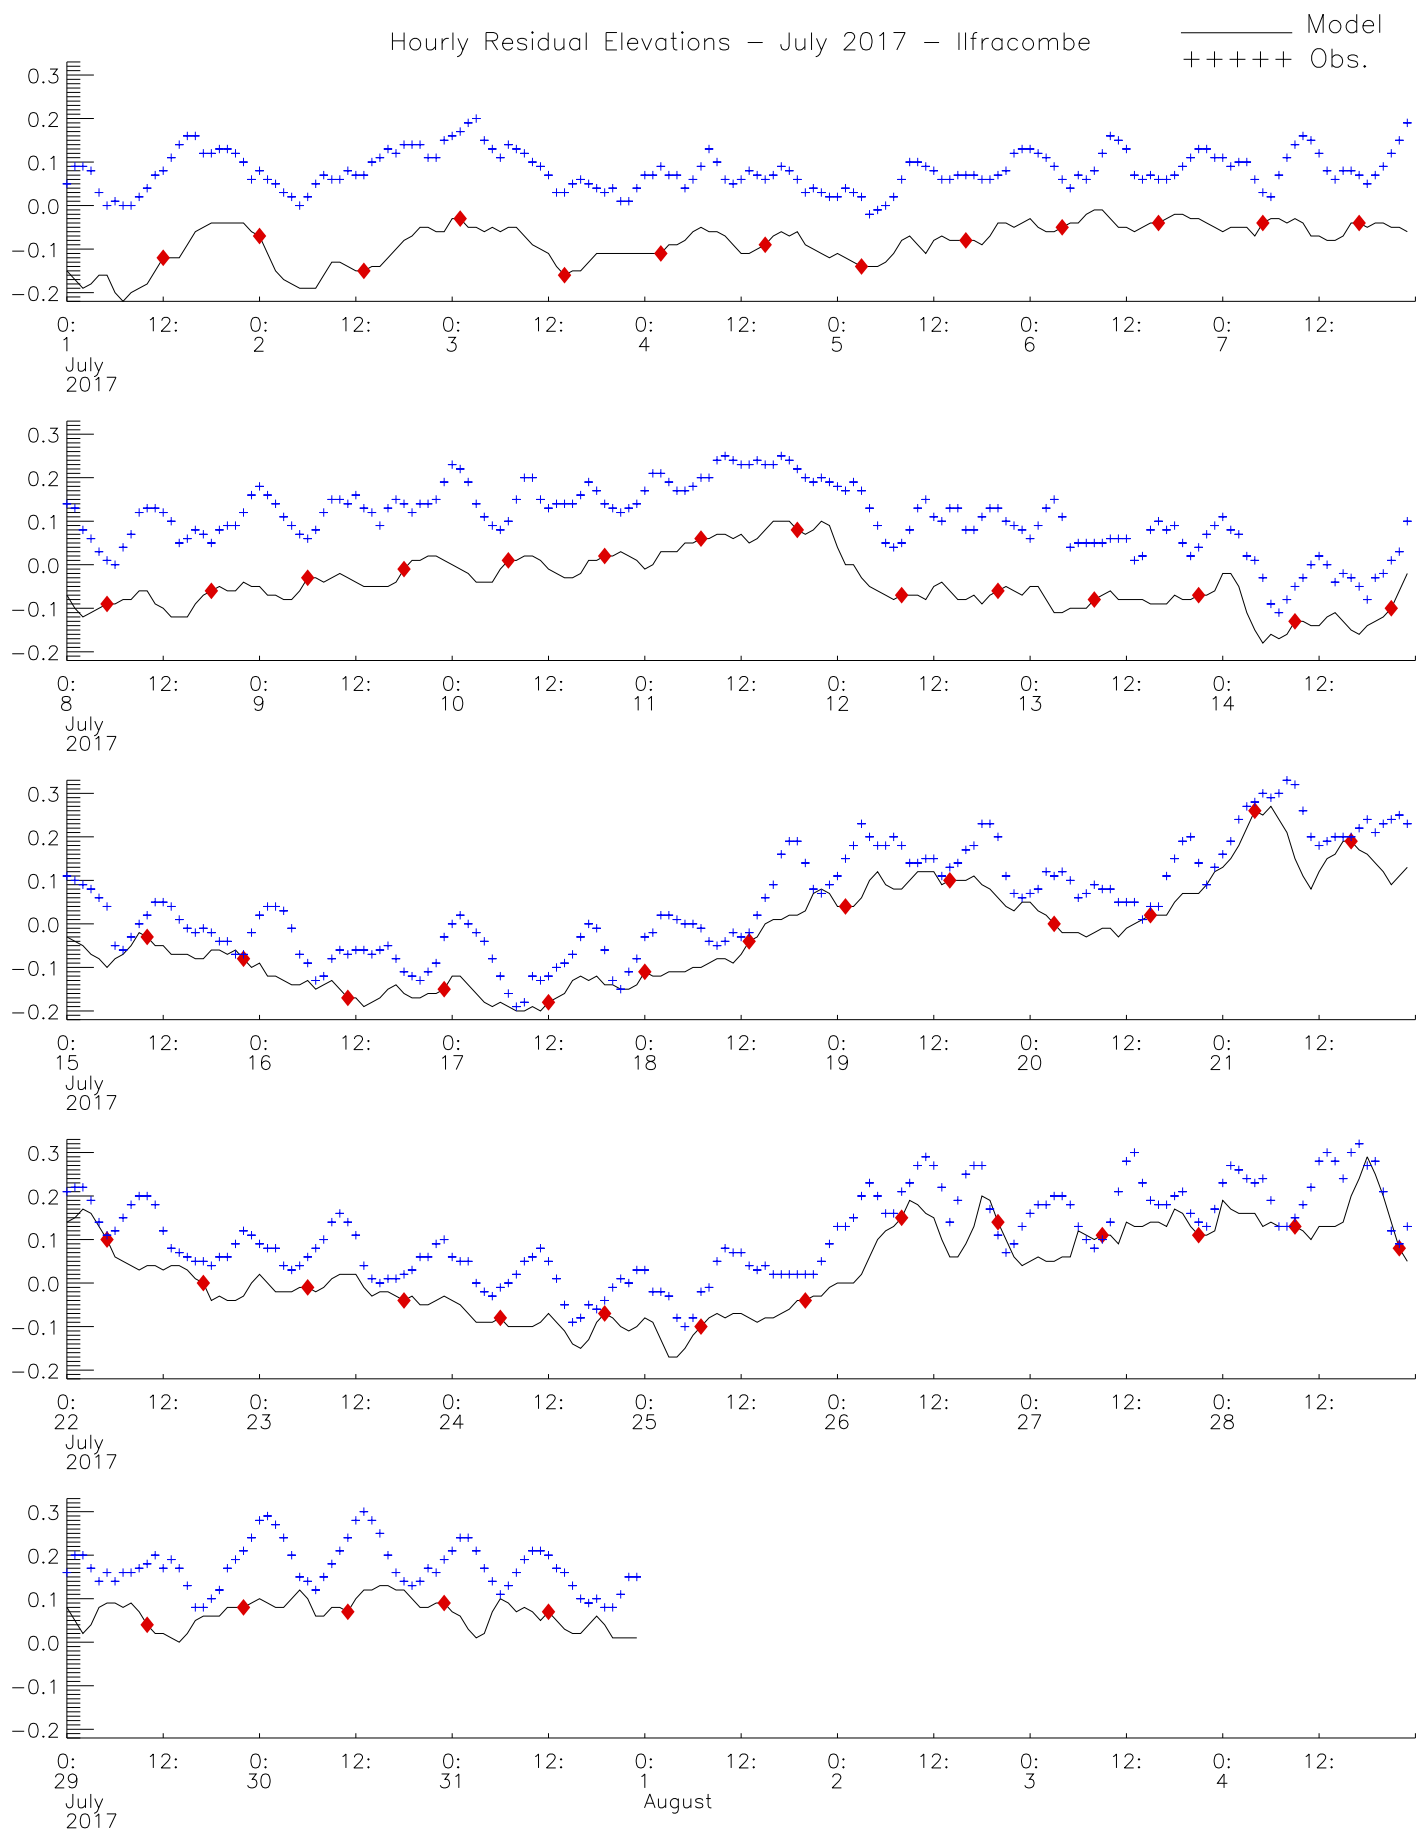 Hourly Residual Elevations – July 2017 – Ilfracombe
Model
+++++ Obs.
0.3
0.2
0.1
0.0
−0.1
−0.2
0: 12: 0: 12: 0: 12: 0: 12: 0: 12: 0: 12: 0: 12:
1 2 3 4 5 6 7
July
2017
0.3
0.2
0.1
0.0
−0.1
−0.2
0: 12: 0: 12: 0: 12: 0: 12: 0: 12: 0: 12: 0: 12:
8 9 10 11 12 13 14
July
2017
0.3
0.2
0.1
0.0
−0.1
−0.2
0: 12: 0: 12: 0: 12: 0: 12: 0: 12: 0: 12: 0: 12:
15 16 17 18 19 20 21
July
2017
0.3
0.2
0.1
0.0
−0.1
−0.2
0: 12: 0: 12: 0: 12: 0: 12: 0: 12: 0: 12: 0: 12:
22 23 24 25 26 27 28
July
2017
0.3
0.2
0.1
0.0
−0.1
−0.2
0: 12: 0: 12: 0: 12: 0: 12: 0: 12: 0: 12: 0: 12:
29 30 31 1 2 3 4
July August
2017